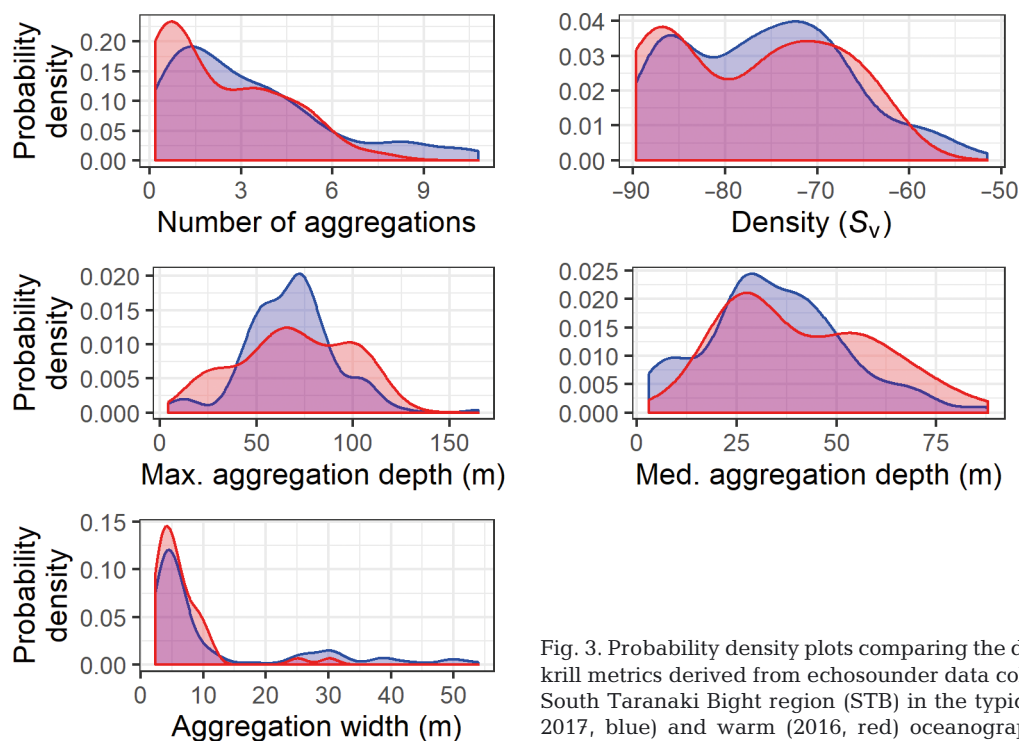 Probability density
0.20
0.15
0.10
0.05
0.00
0 3 6 9
Number of aggregations
0.04
0.03
0.02
0.01
0.00
−90 −80 −70 −60 −50
Density (Sv)
Probability density
0.020
0.015
0.010
0.005
0.000
0 50 100 150
Max. aggregation depth (m)
0.025
0.020
0.015
0.010
0.005
0.000
0 25 50 75
Med. aggregation depth (m)
Probability density
0.15
0.10
0.05
0.00
0 10 20 30 40 50
Aggregation width (m)
Fig. 3. Probability density plots comparing the
krill metrics derived from echosounder data
South Taranaki Bight region (STB) in the
2017, blue) and warm (2016, red)